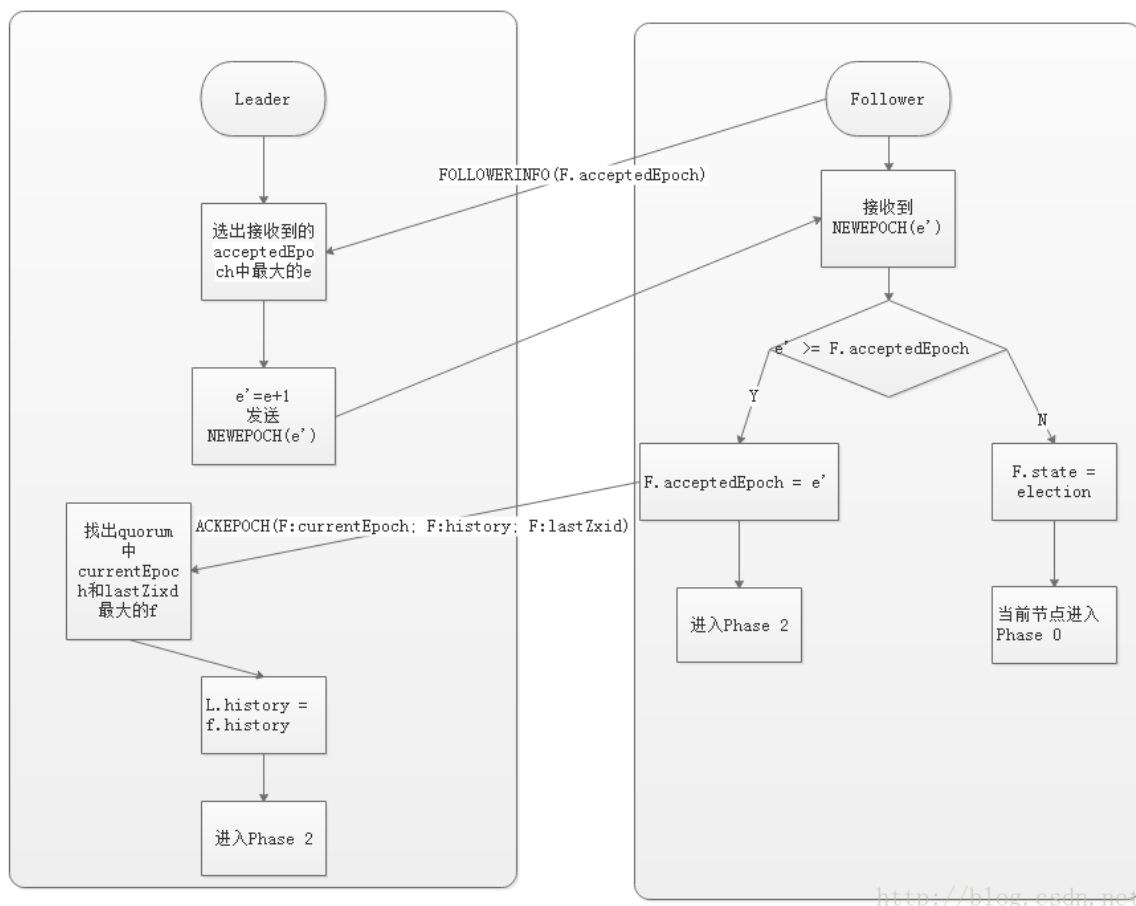 Leader
Follower
FOLLOWERINFO(F.acceptedEpoch)
选出接收到的
acceptedEpo
ch中最大的e
接收到
NEWEPOCH(e')
e'=e+1
发送
NEWEPOCH(e')
e' >= F.acceptedEpoch
Y
N
F.acceptedEpoch = e'
F.state =
election
ACKEPOCH(F:currentEpoch; F:history; F:lastZxid)
找出quorum
中
currentEpoc
h和lastZixd
最大的f
进入Phase 2
当前节点进入
Phase 0
L.history =
f.history
进入Phase 2
http://blog.csdn.net